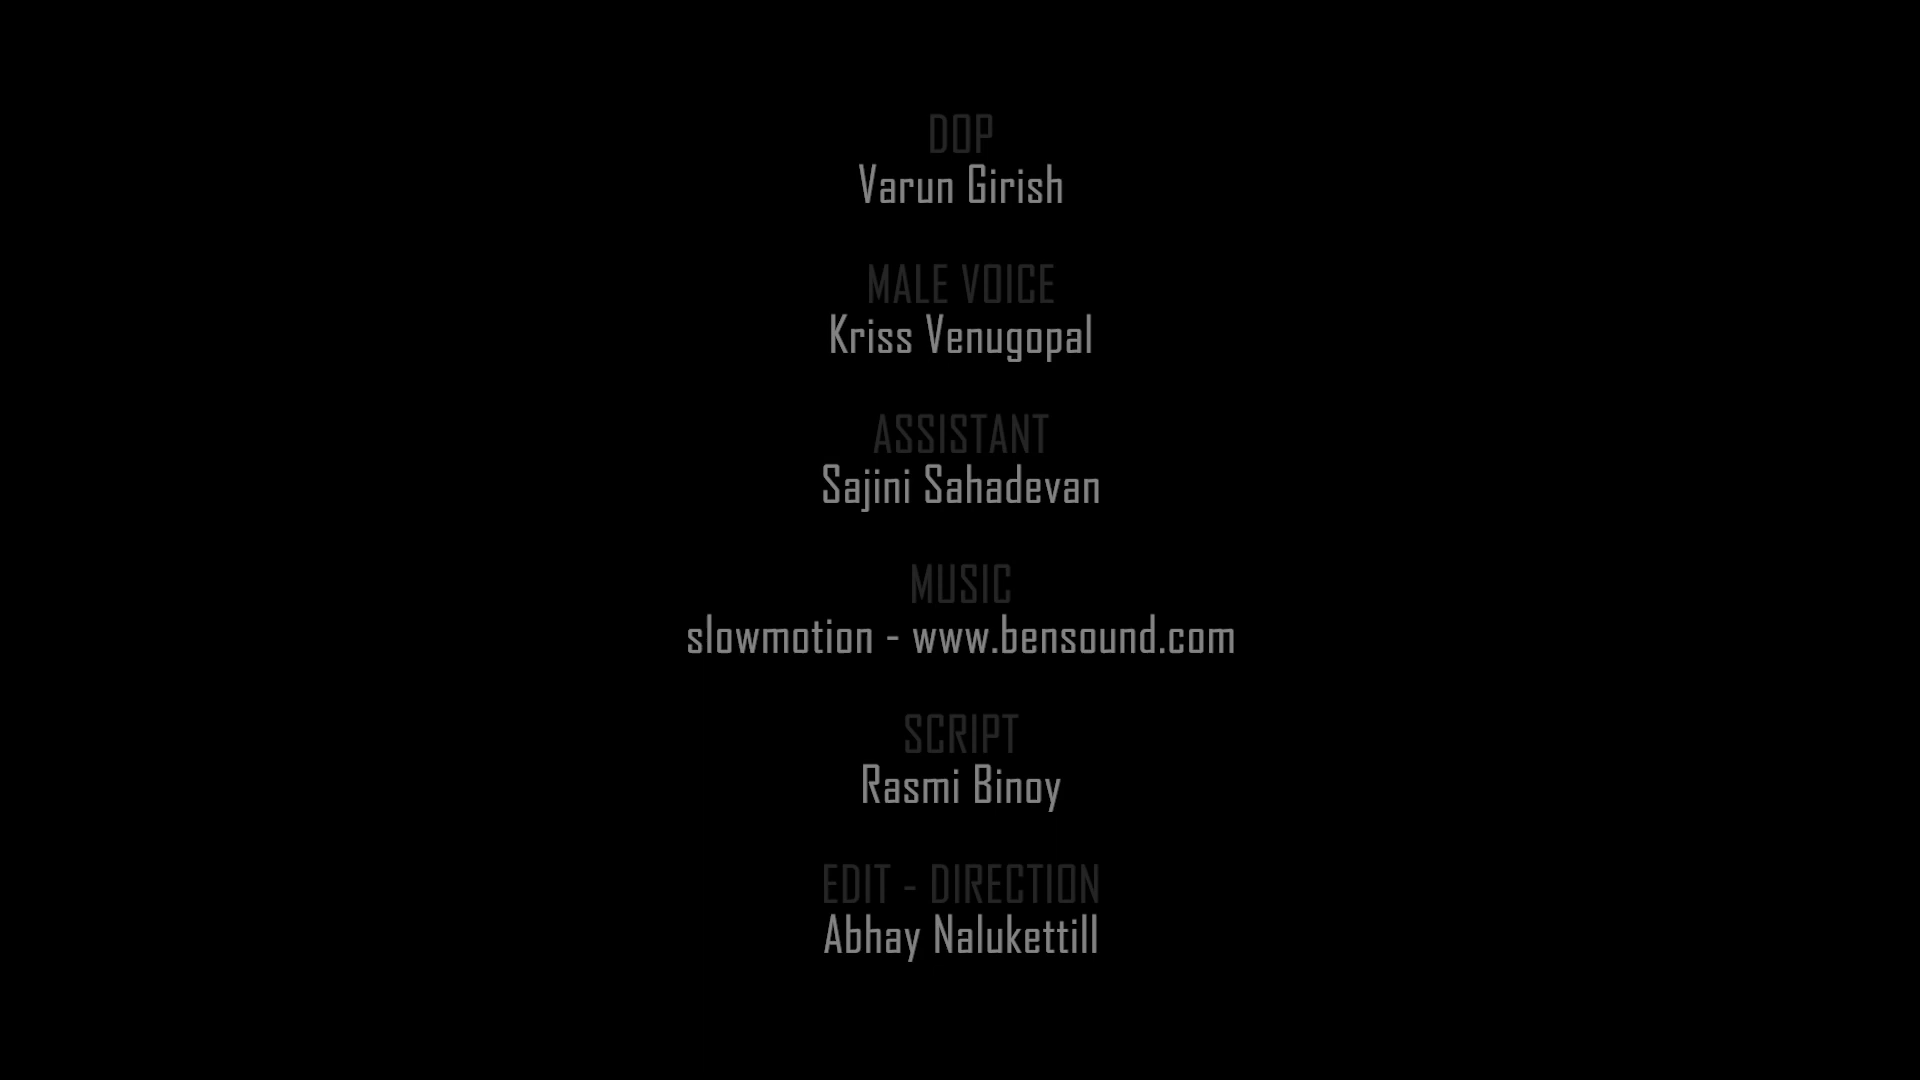 DOP
Varun Girish
MALE VOICE
Kriss Venugopal
ASSISTANT
Sajini Sahadevan
MUSIC
slowmotion - www.bensound.com
SCRIPT
Rasmi Binoy
EDIT - DIRECTION
Abhay Nalukettill